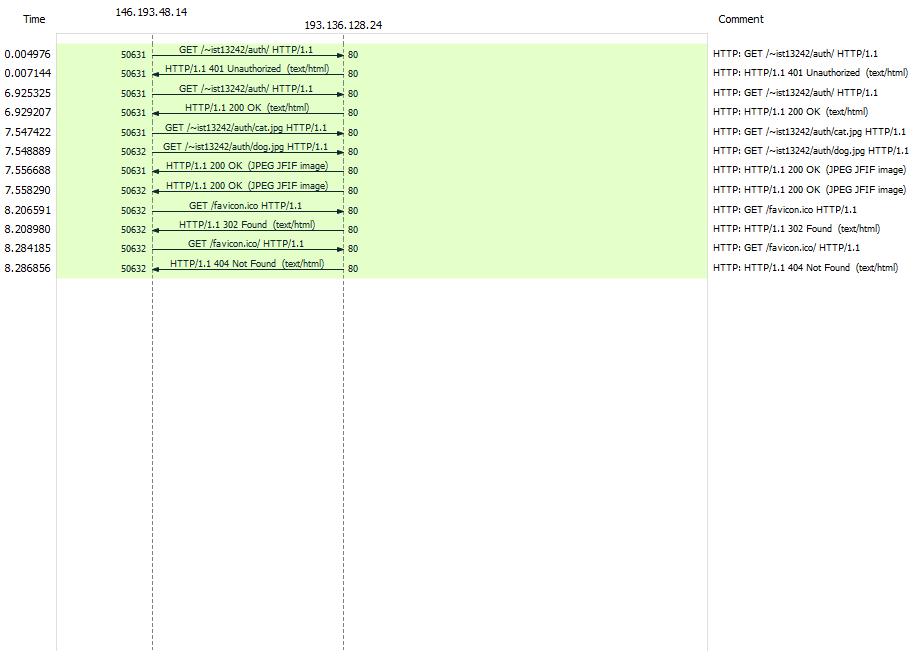 Time 146.193.48.14 193.136.128.24 Comment
0.004976 50631 GET /~ist13242/auth/ HTTP/1.1 80 HTTP: GET /~ist13242/auth/ HTTP/1.1
0.007144 50631 HTTP/1.1 401 Unauthorized (text/html) 80 HTTP: HTTP/1.1 401 Unauthorized (text/html)
6.925325 50631 GET /~ist13242/auth/ HTTP/1.1 80 HTTP: GET /~ist13242/auth/ HTTP/1.1
6.929207 50631 HTTP/1.1 200 OK (text/html) 80 HTTP: HTTP/1.1 200 OK (text/html)
7.547422 50631 GET /~ist13242/auth/cat.jpg HTTP/1.1 80 HTTP: GET /~ist13242/auth/cat.jpg HTTP/1.1
7.548889 50632 GET /~ist13242/auth/dog.jpg HTTP/1.1 80 HTTP: GET /~ist13242/auth/dog.jpg HTTP/1.1
7.556688 50631 HTTP/1.1 200 OK (JPEG JFIF image) 80 HTTP: HTTP/1.1 200 OK (JPEG JFIF image)
7.558290 50632 HTTP/1.1 200 OK (JPEG JFIF image) 80 HTTP: HTTP/1.1 200 OK (JPEG JFIF image)
8.206591 50632 GET /favicon.ico HTTP/1.1 80 HTTP: GET /favicon.ico HTTP/1.1
8.208980 50632 HTTP/1.1 302 Found (text/html) 80 HTTP: HTTP/1.1 302 Found (text/html)
8.284185 50632 GET /favicon.ico/ HTTP/1.1 80 HTTP: GET /favicon.ico/ HTTP/1.1
8.286856 50632 HTTP/1.1 404 Not Found (text/html) 80 HTTP: HTTP/1.1 404 Not Found (text/html)